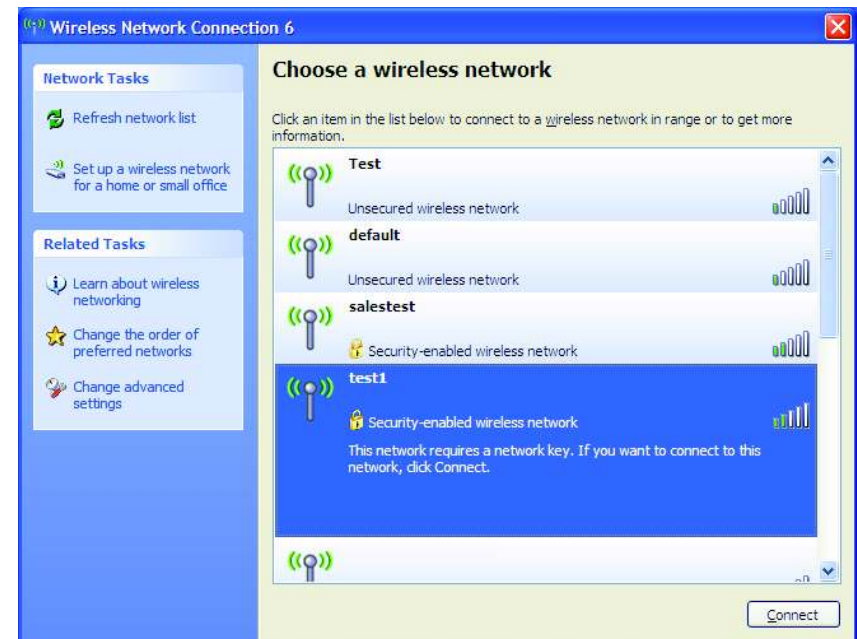 Wireless Network Connection 6
Network Tasks
Refresh network list
Set up a wireless network
for a home or small office
Related Tasks
Learn about wireless
networking
Change the order of
preferred networks
Change advanced
settings
Choose a wireless network
Click an item in the list below to connect to a wireless network in range or to get more
information.
Test
Unsecured wireless network
default
Unsecured wireless network
salestest
Security-enabled wireless network
test1
Security-enabled wireless network
This network requires a network key. If you want to connect to this
network, click Connect.
Connect